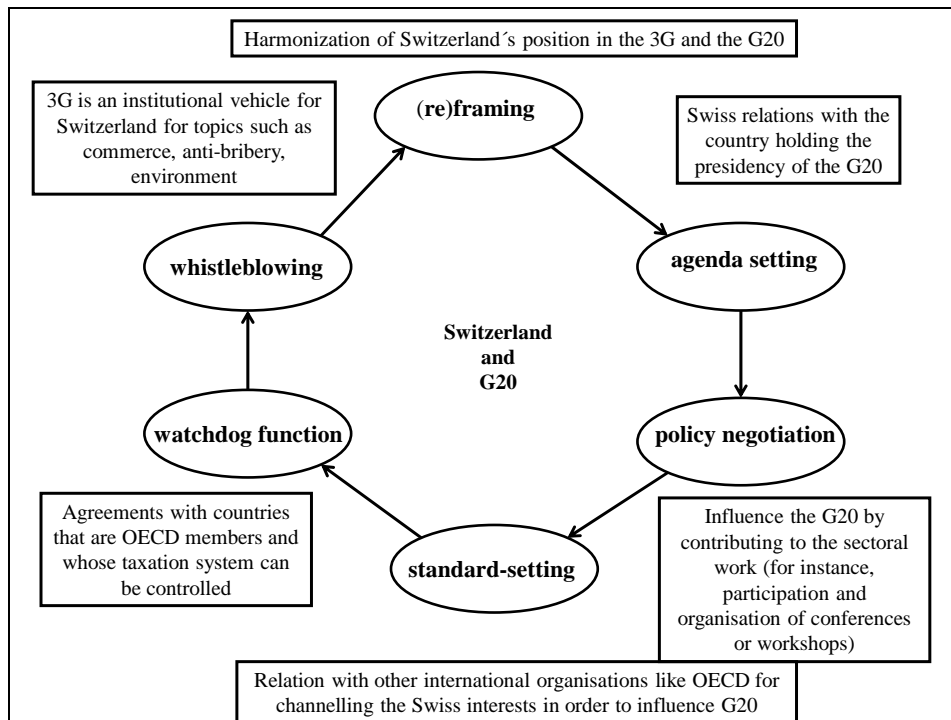 Harmonization of Switzerland´s position in the 3G and the G20
3G is an institutional vehicle for
Switzerland for topics such as
commerce, anti-bribery,
environment
(re)framing
Swiss relations with the
country holding the
presidency of the G20
whistleblowing
agenda setting
Switzerland
and
G20
watchdog function
policy negotiation
Agreements with countries
that are OECD members and
whose taxation system can
be controlled
standard-setting
Influence the G20 by
contributing to the sectoral
work (for instance,
participation and
organisation of conferences
or workshops)
Relation with other international organisations like OECD for
channelling the Swiss interests in order to influence G20